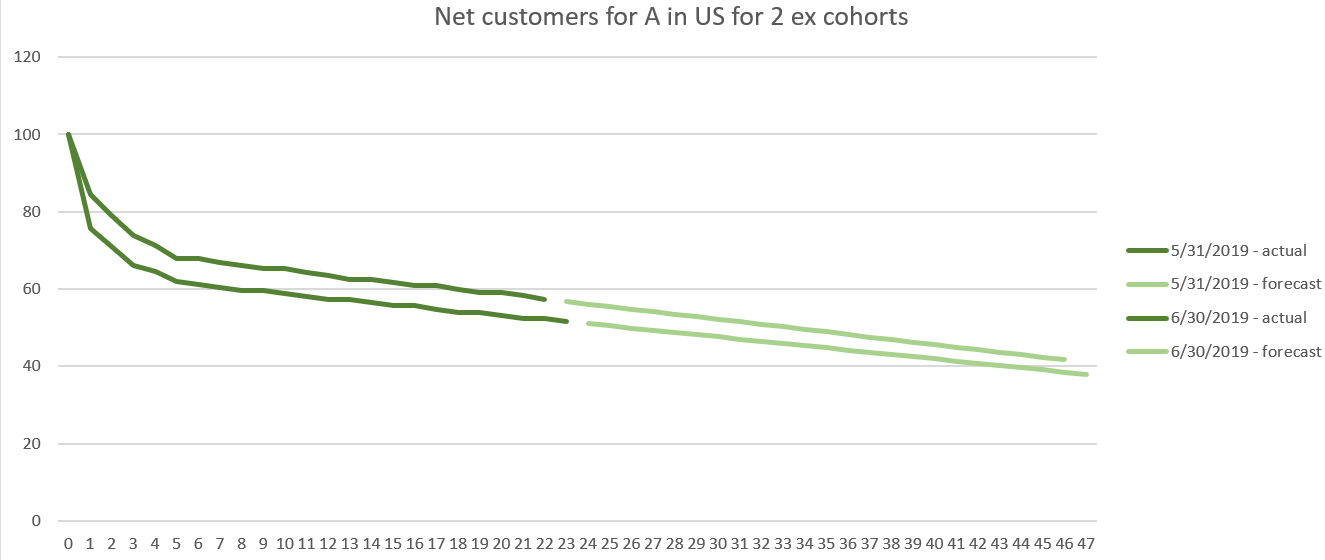 Net customers for A in US for 2 ex cohorts
120
100
80
60
40
20
0
0 1 2 3 4 5 6 7 8 9 10 11 12 13 14 15 16 17 18 19 20 21 22 23 24 25 26 27 28 29 30 31 32 33 34 35 36 37 38 39 40 41 42 43 44 45 46 47
5/31/2019 - actual
5/31/2019 - forecast
6/30/2019 - actual
6/30/2019 - forecast